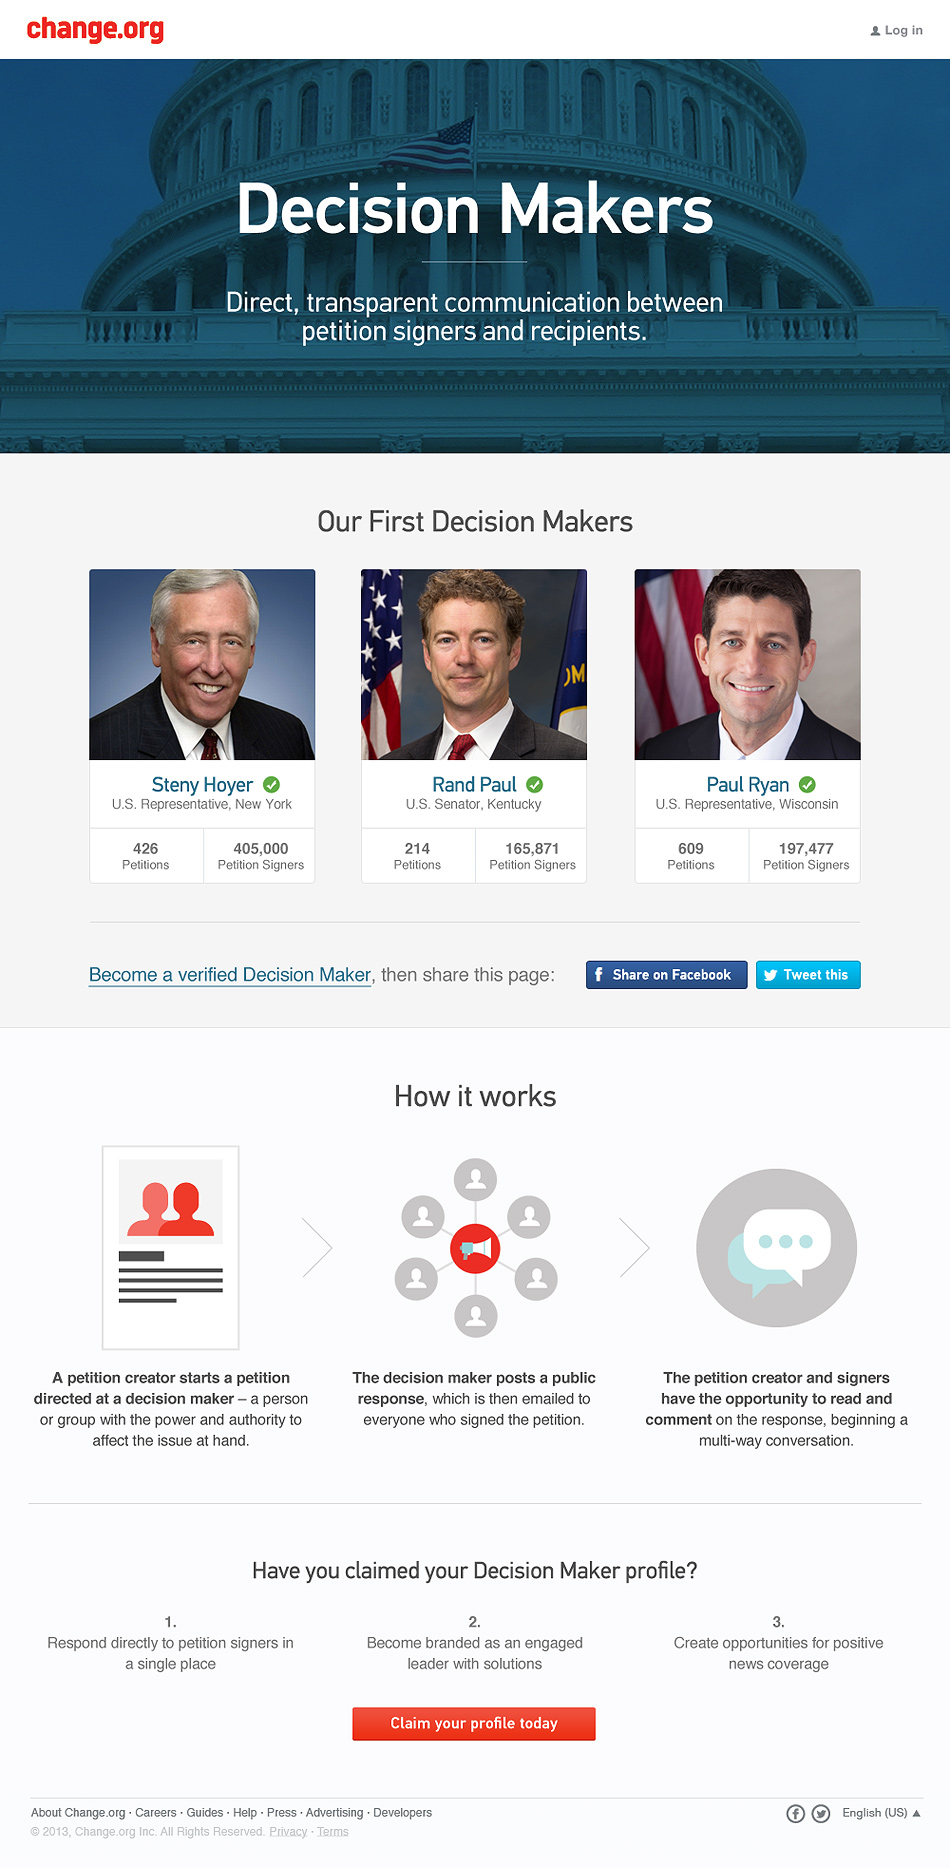 change.org
Log in
Decision Makers
Direct, transparent communication between
petition signers and recipients.
Our First Decision Makers
OM
Steny Hoyer
U.S. Representative, New York
426
Petitions
405,000
Petition Signers
Rand Paul
U.S. Senator, Kentucky
214
Petitions
165,871
Petition Signers
Paul Ryan
U.S. Representative, Wisconsin
609
Petitions
197,477
Petition Signers
Become a verified Decision Maker, then share this page:
f Share on Facebook
Tweet this
How it works
A petition creator starts a petition
directed at a decision maker – a person
or group with the power and authority to
affect the issue at hand.
The decision maker posts a public
response, which is then emailed to
everyone who signed the petition.
The petition creator and signers
have the opportunity to read and
comment on the response, beginning a
multi-way conversation.
Have you claimed your Decision Maker profile?
1.
Respond directly to petition signers in
a single place
2.
Become branded as an engaged
leader with solutions
3.
Create opportunities for positive
news coverage
Claim your profile today
About Change.org · Careers · Guides · Help · Press · Advertising · Developers
f
English (US) ▲
© 2013, Change.org Inc. All Rights Reserved. Privacy · Terms